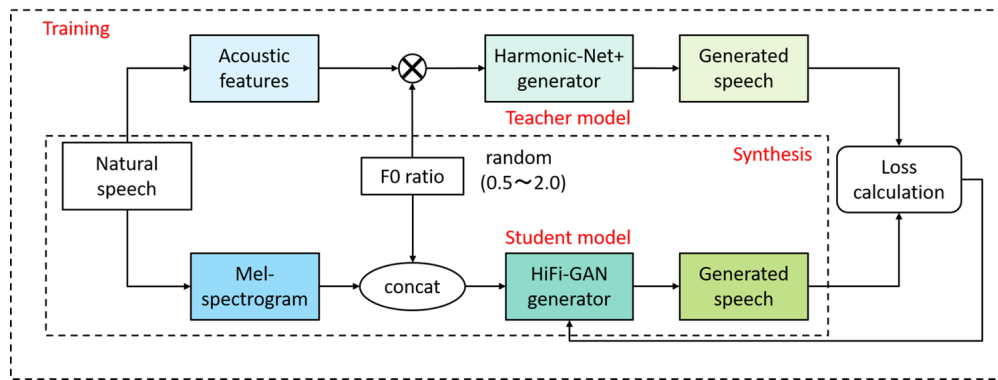 Training
Acoustic
features
Harmonic-Net+
generator
Generated
speech
Teacher model
Natural
speech
F0 ratio
random
(0.5～2.0)
Synthesis
Loss
calculation
Student model
Mel-
spectrogram
concat
HiFi-GAN
generator
Generated
speech